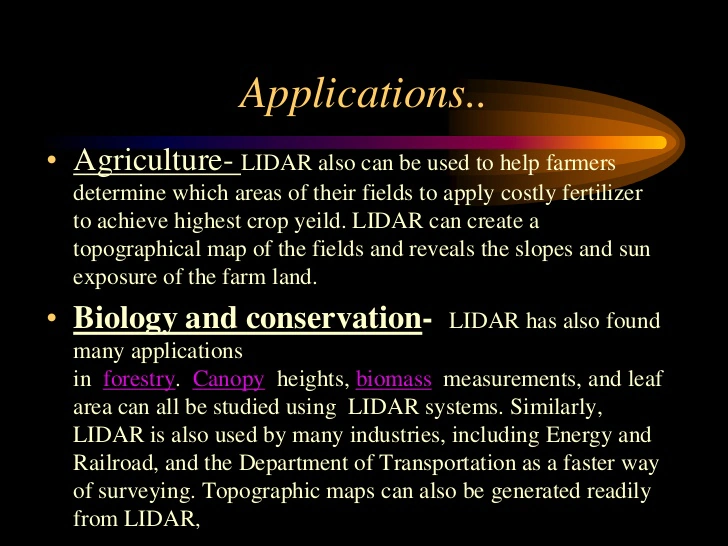 Applications..
• Agriculture- LIDAR also can be used to help farmers
determine which areas of their fields to apply costly fertilizer
to achieve highest crop yeild. LIDAR can create a
topographical map of the fields and reveals the slopes and sun
exposure of the farm land.
• Biology and conservation- LIDAR has also found
many applications
in forestry. Canopy heights, biomass measurements, and leaf
area can all be studied using LIDAR systems. Similarly,
LIDAR is also used by many industries, including Energy and
Railroad, and the Department of Transportation as a faster way
of surveying. Topographic maps can also be generated readily
from LIDAR,